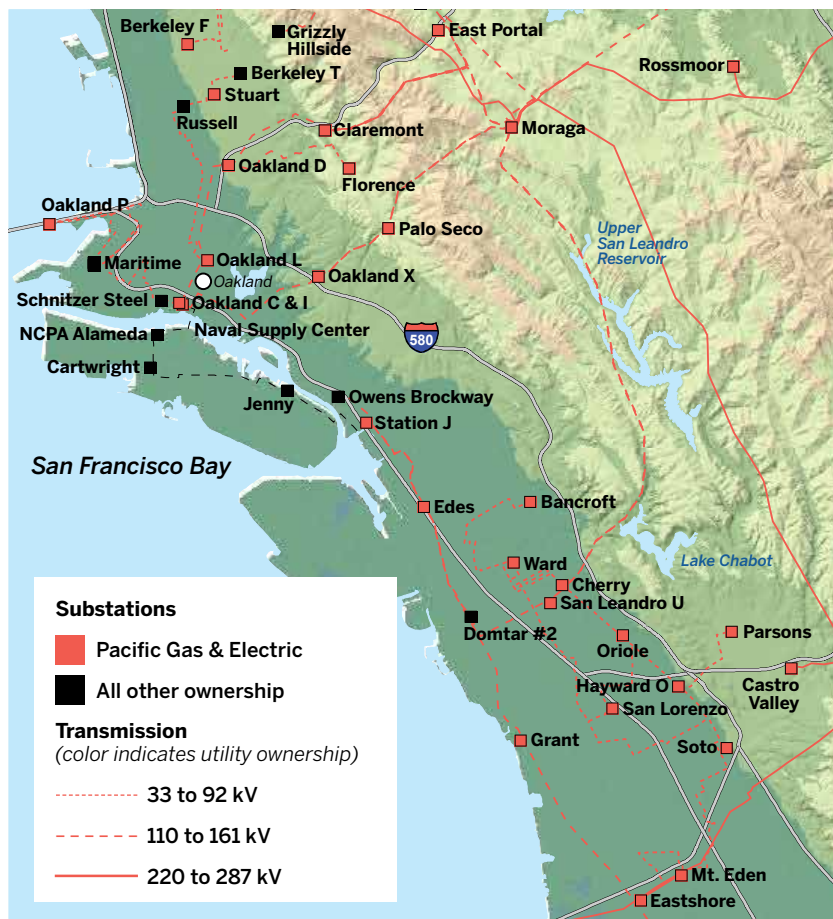 Berkeley F
Grizzly
Hillside
East Portal
Rossmoor
Berkeley T
Stuart
Russell
Claremont
Moraga
Oakland D
Florence
Oakland P
Palo Seco
Upper
San Leandro
Reservoir
Maritime
Oakland L
Oakland
Oakland X
Schnitzer Steel
Oakland C & I
NCPA Alameda
Naval Supply Center
580
Cartwright
Jenny
Owens Brockway
Station J
San Francisco Bay
Edes
Bancroft
Ward
Lake Chabot
Cherry
San Leandro U
Domtar #2
Oriole
Parsons
Hayward O
Castro
Valley
San Lorenzo
Grant
Soto
Mt. Eden
Eastshore
Substations
Pacific Gas & Electric
All other ownership
Transmission
(color indicates utility ownership)
33 to 92 kV
110 to 161 kV
220 to 287 kV